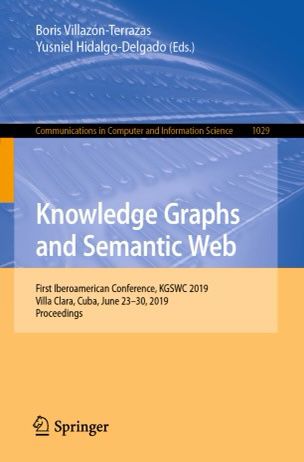 Boris Villazón-Terrazas
Yusniel Hidalgo-Delgado (Eds.)
Communications in Computer and Information Science 1029
Knowledge Graphs
and Semantic Web
First Iberoamerican Conference, KGSWC 2019
Villa Clara, Cuba, June 23–30, 2019
Proceedings
Springer